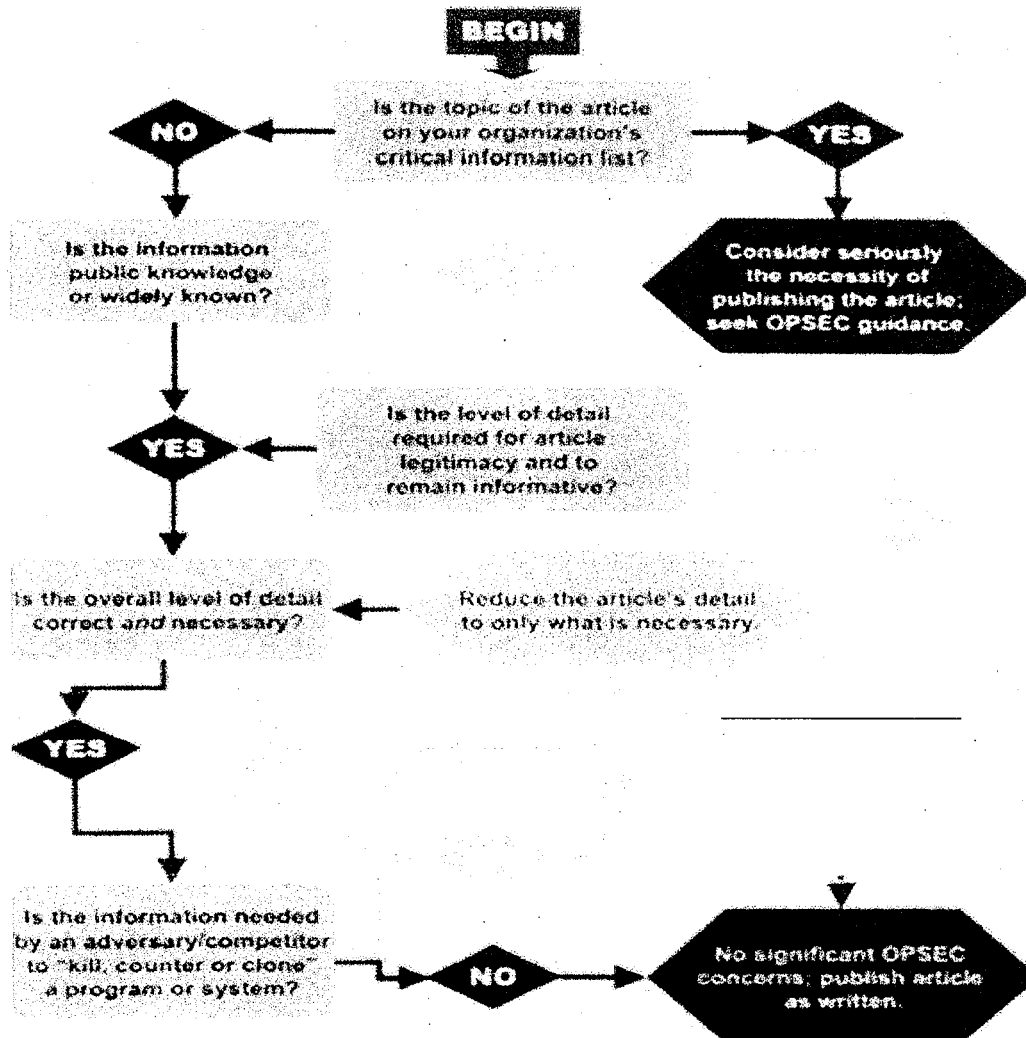 BEGIN
Is the topic of the article
on your organization's
critical information list?
NO
YES
Is the information
public knowledge
or widely known?
Consider seriously
the necessity of
publishing the article;
seek OPSEC guidance.
YES
Is the level of detail
required for article
legitimacy and to
remain informative?
Is the overall level of detail
correct and necessary?
Reduce the article's detail
to only what is necessary.
YES
Is the information needed
by an adversary/competitor
to "kill, counter or clone"
a program or system?
NO
No significant OPSEC
concerns; publish article
as written.